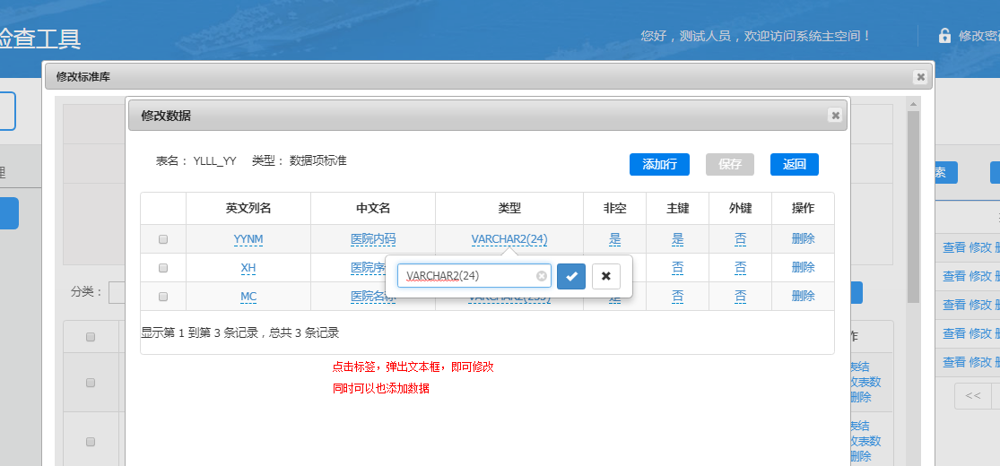 检查工具
您好，测试人员，欢迎访问系统主空间！
修改密
修改标准库
修改数据
表名： YLLL_YY 类型： 数据项标准
添加行 保存 返回
理
索
英文列名 中文名 类型 非空 主键 外键 操作
YYNM 医院内码 VARCHAR2(24) 是 是 否 删除
XH 医院序 否 否 删除
VARCHAR2(24)
MC 医院名称 VARCHAR2(255) 是 否 否 删除
显示第 1 到第 3 条记录，总共 3 条记录
点击标签，弹出文本框，即可修改
同时可以也添加数据
分类：
查看 修改 删
查看 修改 删
查看 修改 删
查看 修改 删
查看 修改 删
<<
作
表结
改表数
删除
表结
改表数
删除